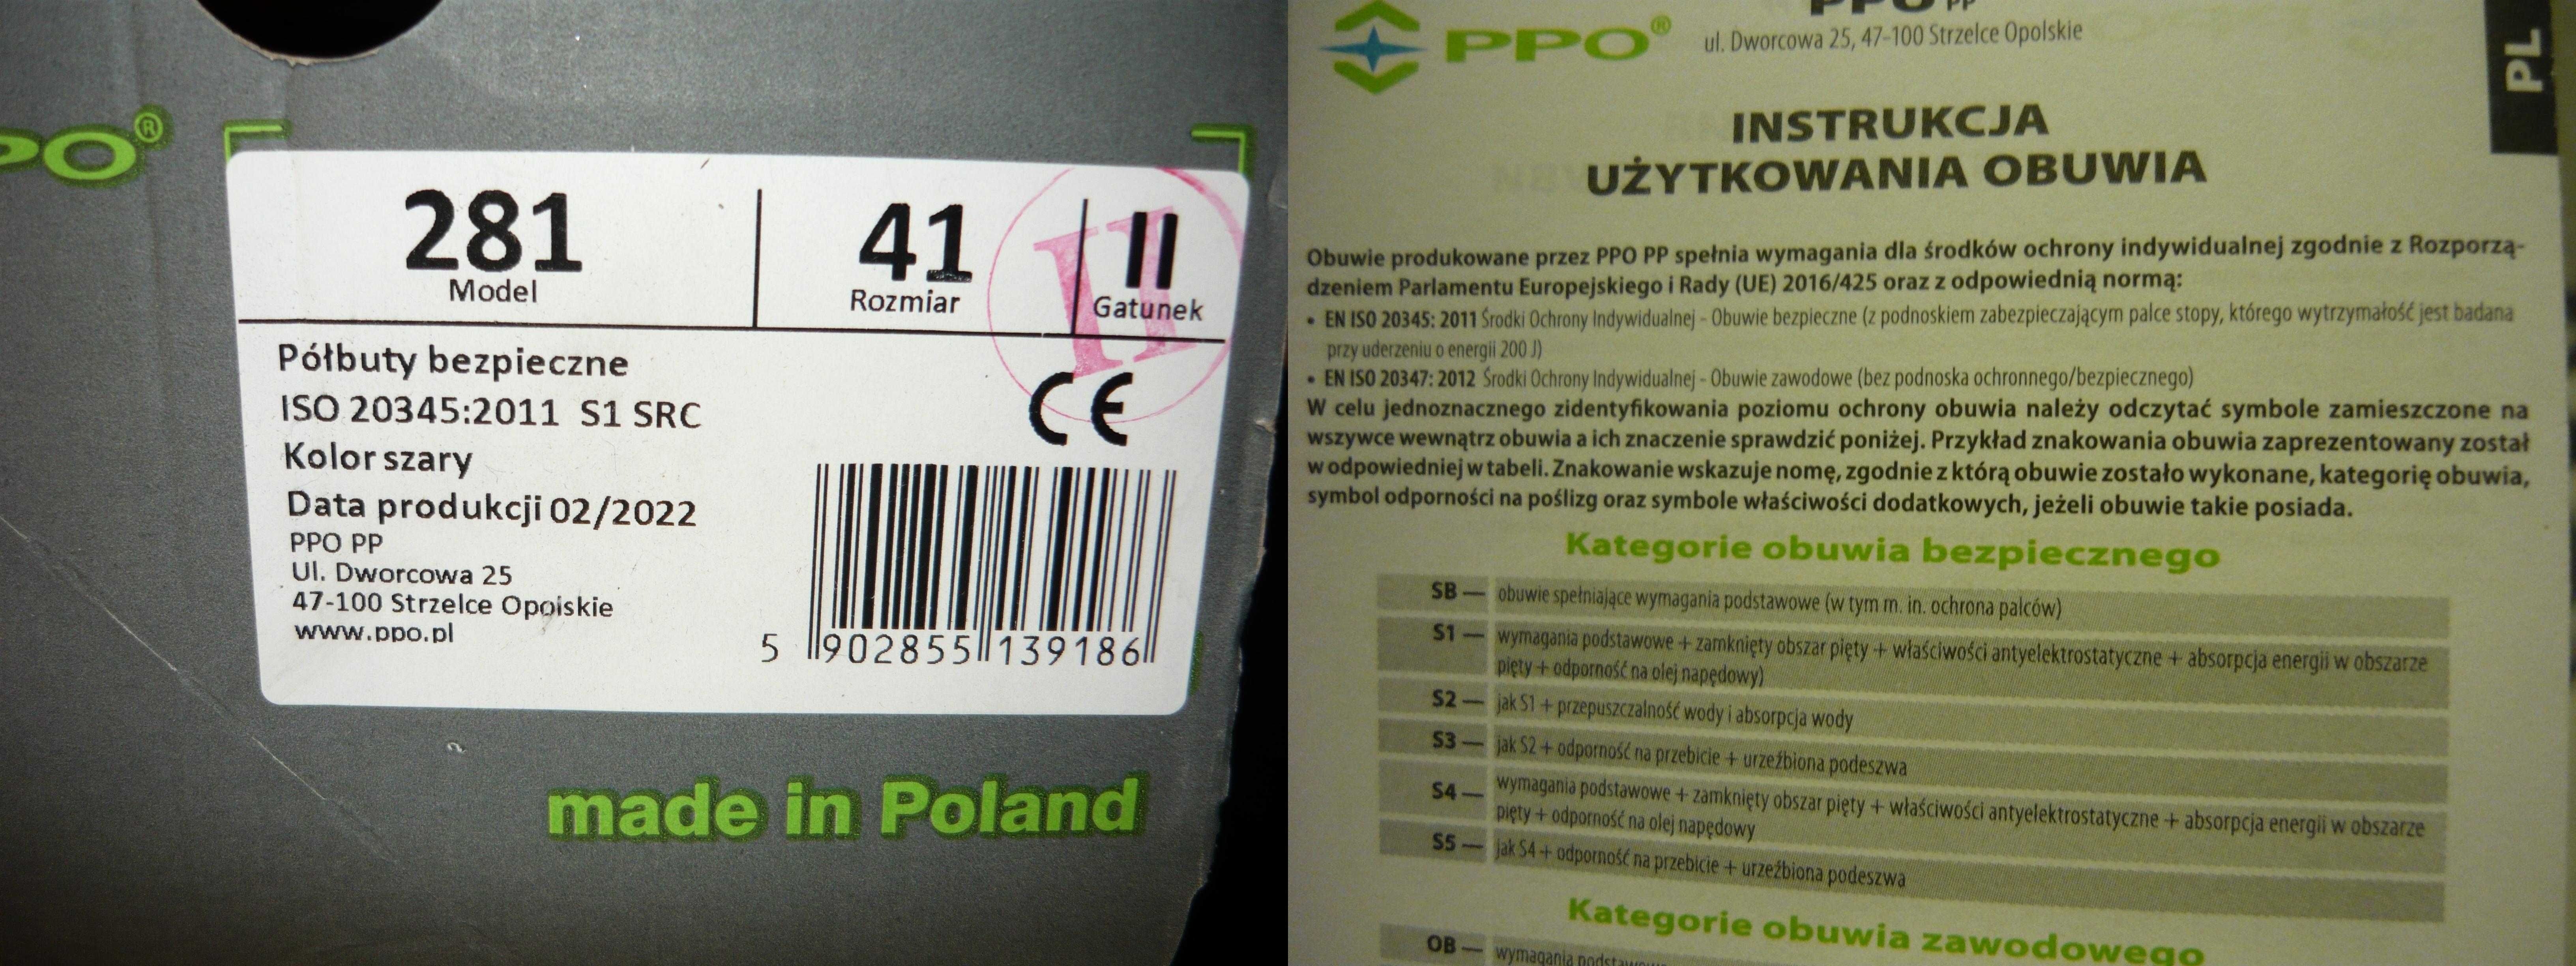 PO®
281
Model
41
Rozmiar
II
Gatunek
II
Półbuty bezpieczne
ISO 20345:2011 S1 SRC
CE
Kolor szary
Data produkcji 02/2022
PPO PP
Ul. Dworcowa 25
47-100 Strzelce Opolskie
www.ppo.pl
5 902855 139186
made in Poland
PPO®
PPO PP
ul. Dworcowa 25, 47-100 Strzelce Opolskie
PL
INSTRUKCJA
UŻYTKOWANIA OBUWIA
Obuwie produkowane przez PPO PP spełnia wymagania dla środków ochrony indywidualnej zgodnie z Rozporzą-
dzeniem Parlamentu Europejskiego i Rady (UE) 2016/425 oraz z odpowiednią normą:
• EN ISO 20345: 2011 Środki Ochrony Indywidualnej - Obuwie bezpieczne (z podnoskiem zabezpieczającym palce stopy, którego wytrzymałość jest badana
przy uderzeniu o energii 200 J)
• EN ISO 20347: 2012 Środki Ochrony Indywidualnej - Obuwie zawodowe (bez podnoska ochronnego/bezpiecznego)
W celu jednoznacznego zidentyfikowania poziomu ochrony obuwia należy odczytać symbole zamieszczone na
wszywce wewnątrz obuwia a ich znaczenie sprawdzić poniżej. Przykład znakowania obuwia zaprezentowany został
w odpowiedniej w tabeli. Znakowanie wskazuje nomę, zgodnie z którą obuwie zostało wykonane, kategorię obuwia,
symbol odporności na poślizg oraz symbole właściwości dodatkowych, jeżeli obuwie takie posiada.
Kategorie obuwia bezpiecznego
SB — obuwie spełniające wymagania podstawowe (w tym m. in. ochrona palców)
S1 — wymagania podstawowe + zamknięty obszar pięty + właściwości antyelektrostatyczne + absorpcja energii w obszarze
pięty + odporność na olej napędowy)
S2 — jak S1 + przepuszczalność wody i absorpcja wody
S3 — jak S2 + odporność na przebicie + urzeźbiona podeszwa
S4 — wymagania podstawowe + zamknięty obszar pięty + właściwości antyelektrostatyczne + absorpcja energii w obszarze
pięty + odporność na olej napędowy
S5 — jak S4 + odporność na przebicie + urzeźbiona podeszwa
Kategorie obuwia zawodowego
OB — wymagania